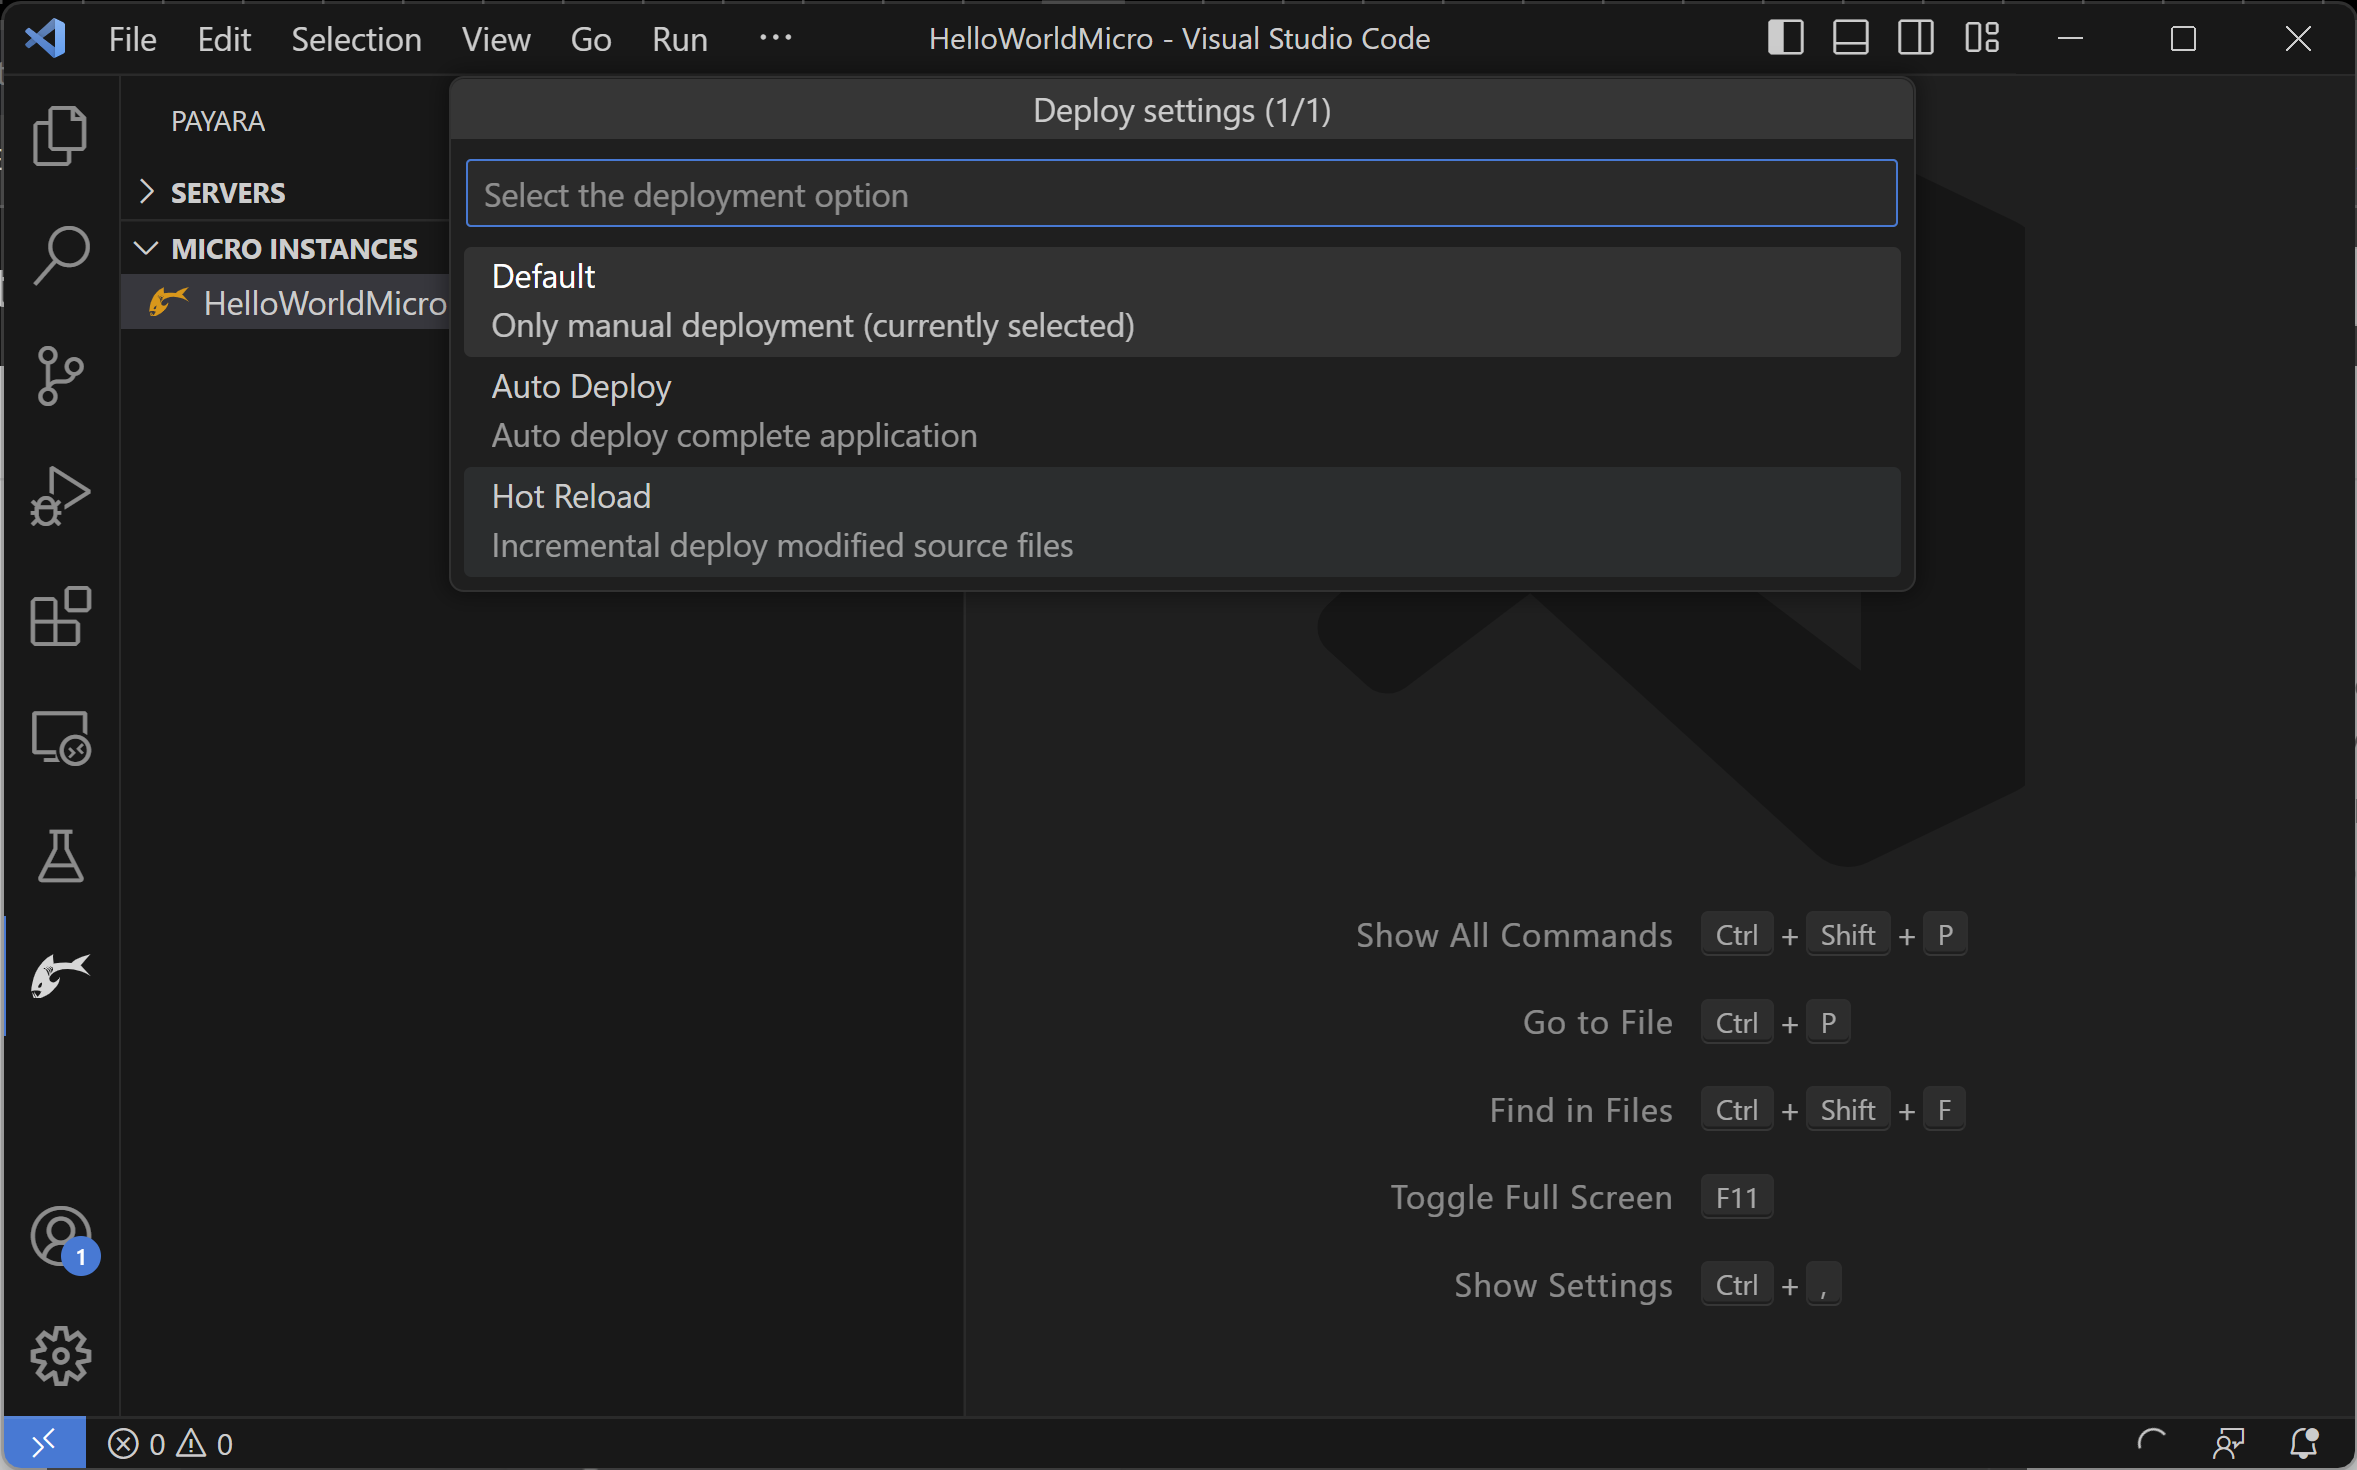 File Edit Selection View Go Run ··· HelloWorldMicro - Visual Studio Code
PAYARA
SERVERS
MICRO INSTANCES
HelloWorldMicro
Deploy settings (1/1)
Select the deployment option
Default
Only manual deployment (currently selected)
Auto Deploy
Auto deploy complete application
Hot Reload
Incremental deploy modified source files
Show All Commands Ctrl + Shift + P
Go to File Ctrl + P
Find in Files Ctrl + Shift + F
Toggle Full Screen F11
Show Settings Ctrl + ,
1
0 0